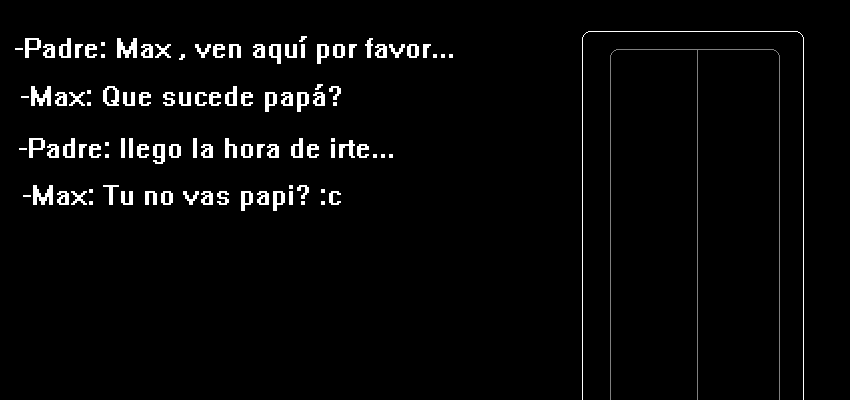 -Padre: Max , ven aquí por favor...
-Max: Que sucede papá?
-Padre: llego la hora de irte...
-Max: Tu no vas papi? :c